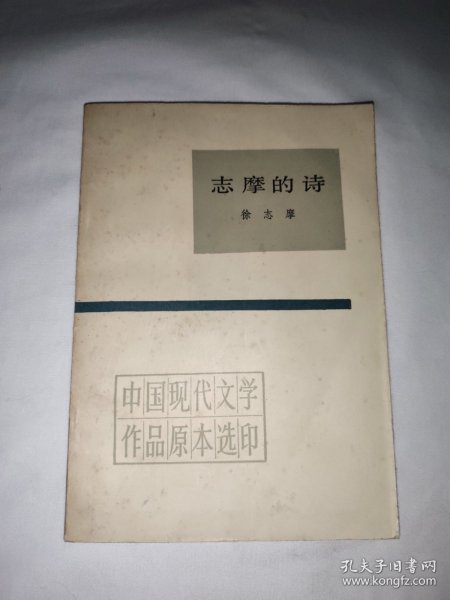 志摩的诗
徐志摩
中国现代文学
作品原本选印
孔夫子旧书网
www.kongfz.com